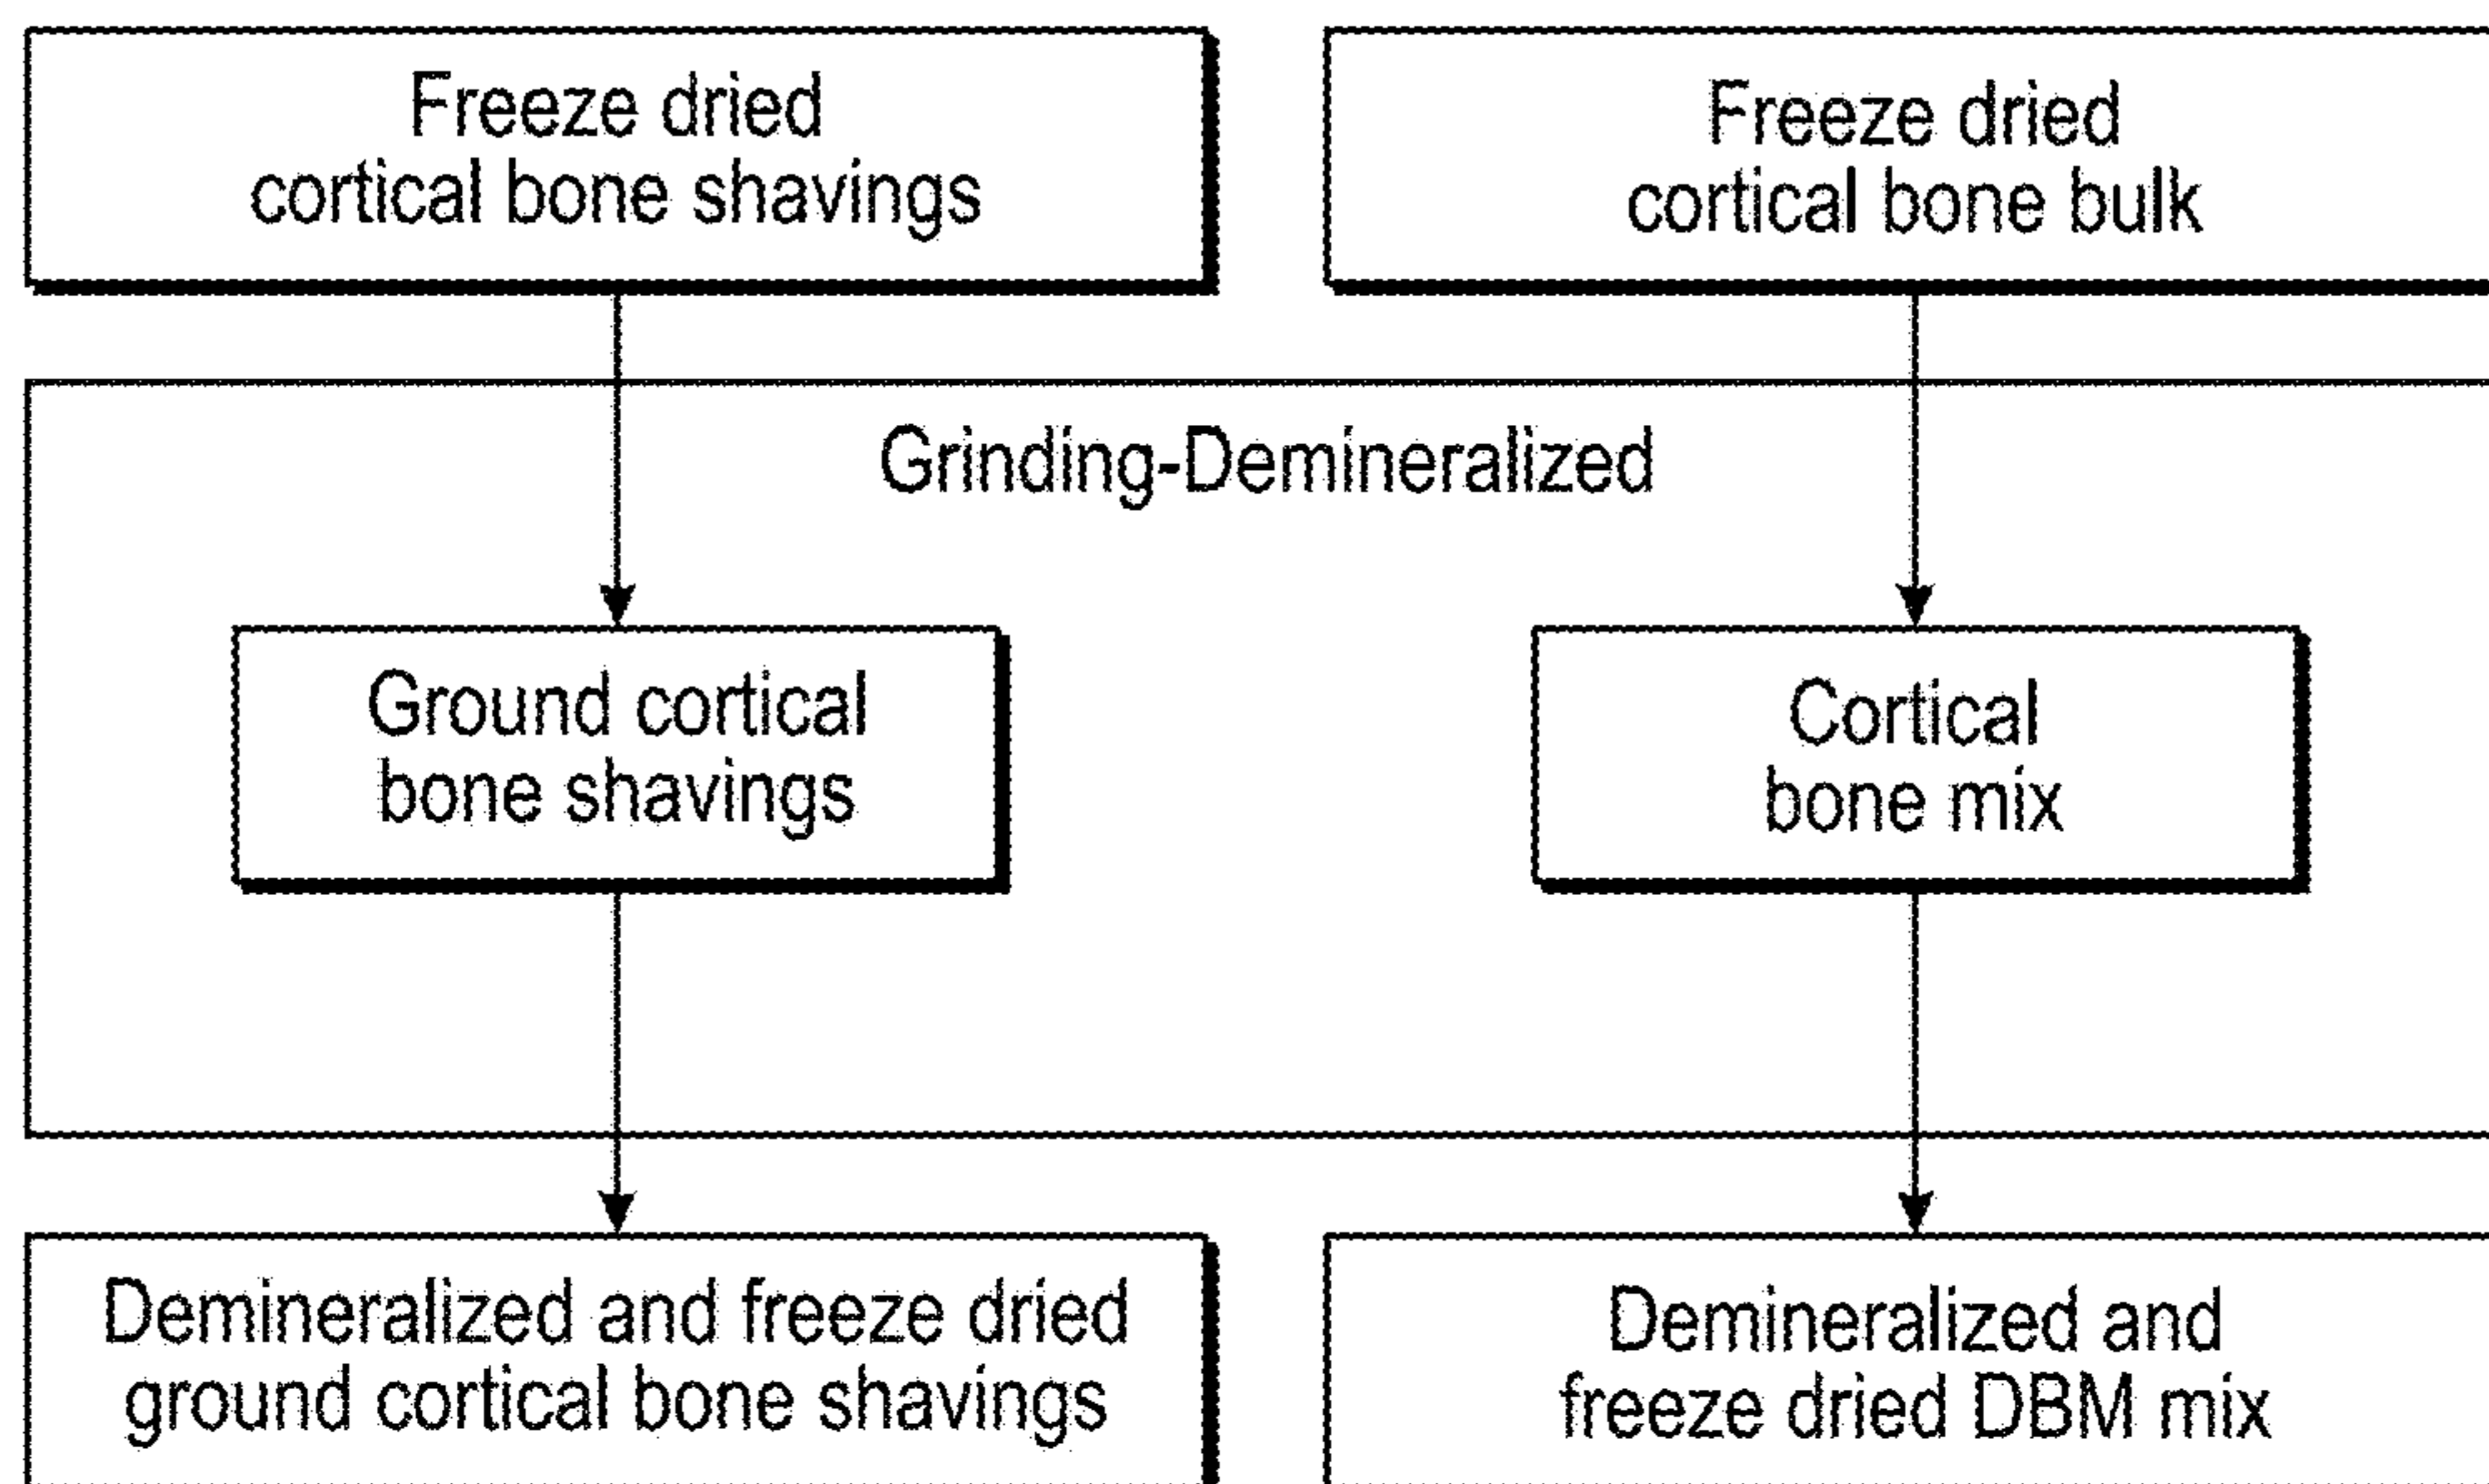 Freeze dried
cortical bone shavings
Freeze dried
cortical bone bulk
Grinding-Demineralized
Ground cortical
bone shavings
Cortical
bone mix
Demineralized and freeze dried
ground cortical bone shavings
Demineralized and
freeze dried DBM mix